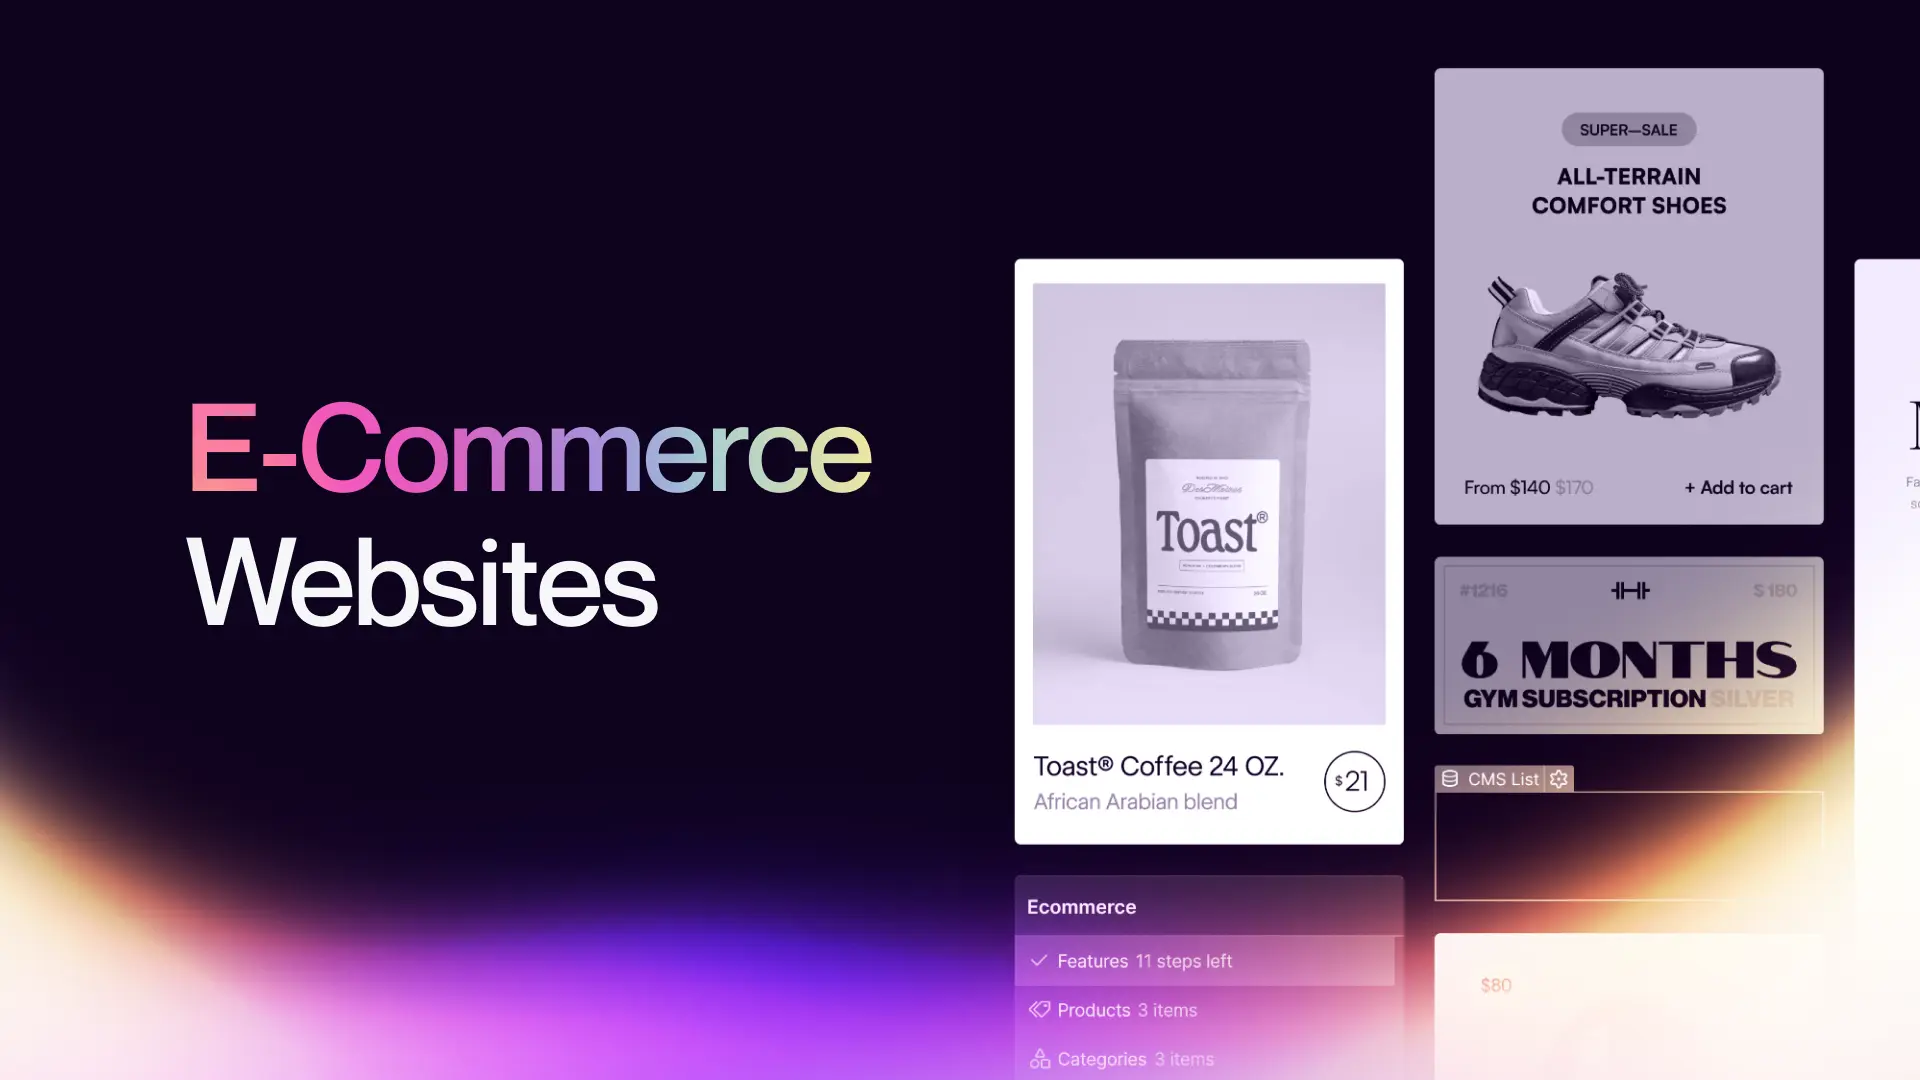 E-Commerce
Websites
Toast®
Toast® Coffee 24 OZ.
African Arabian blend
$21
Ecommerce
Features 11 steps left
Products 3 items
Categories 3 items
SUPER—SALE
ALL-TERRAIN
COMFORT SHOES
From $140 $170
+ Add to cart
#1216
$180
6 MONTHS
GYM SUBSCRIPTION SILVER
CMS List
$80
Fa